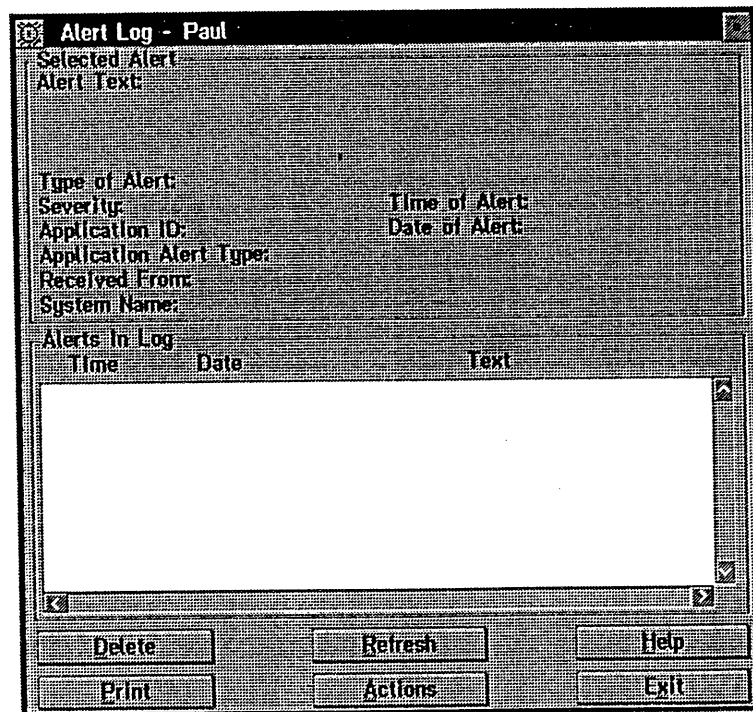 Alert Log - Paul
Selected Alert
Alert Text:
Type of Alert:
Severity: Time of Alert:
Application ID: Date of Alert:
Application Alert Type:
Received From:
System Name:
Alerts In Log
Time Date Text
Delete Refresh Help
Print Actions Exit